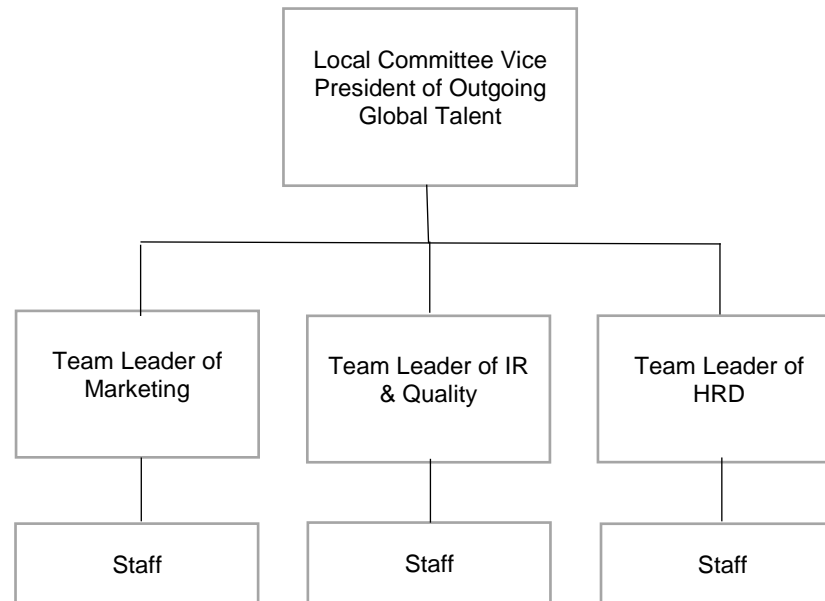 Local Committee Vice
President of Outgoing
Global Talent
Team Leader of
Marketing
Team Leader of IR
& Quality
Team Leader of
HRD
Staff
Staff
Staff